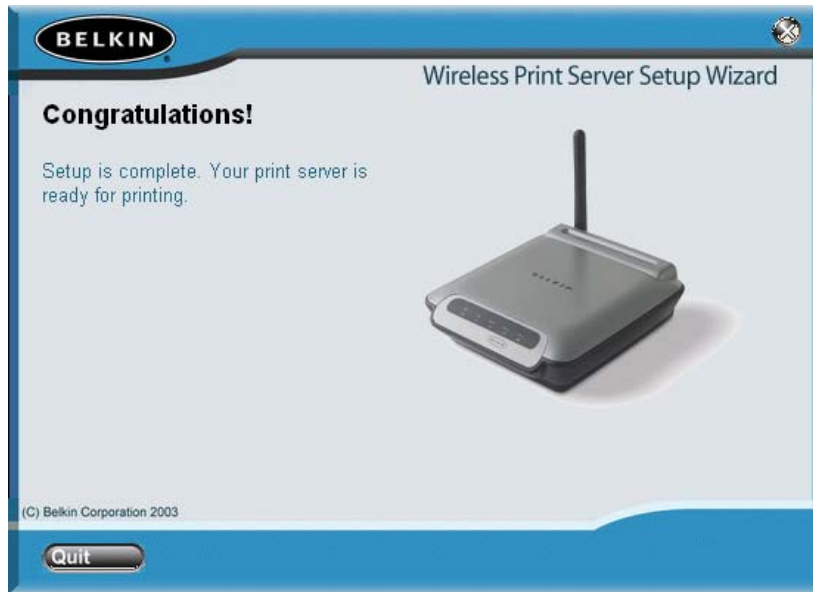 BELKIN
Wireless Print Server Setup Wizard
Congratulations!
Setup is complete. Your print server is
ready for printing.
BELKIN
(C) Belkin Corporation 2003
Quit